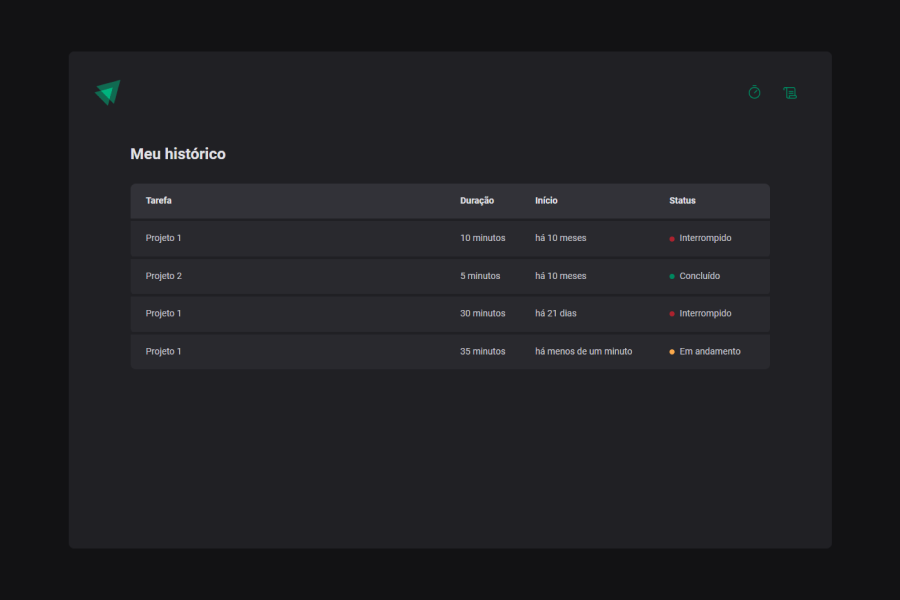 Meu histórico
Tarefa Duração Início Status
Projeto 1 10 minutos há 10 meses Interrompido
Projeto 2 5 minutos há 10 meses Concluído
Projeto 1 30 minutos há 21 dias Interrompido
Projeto 1 35 minutos há menos de um minuto Em andamento